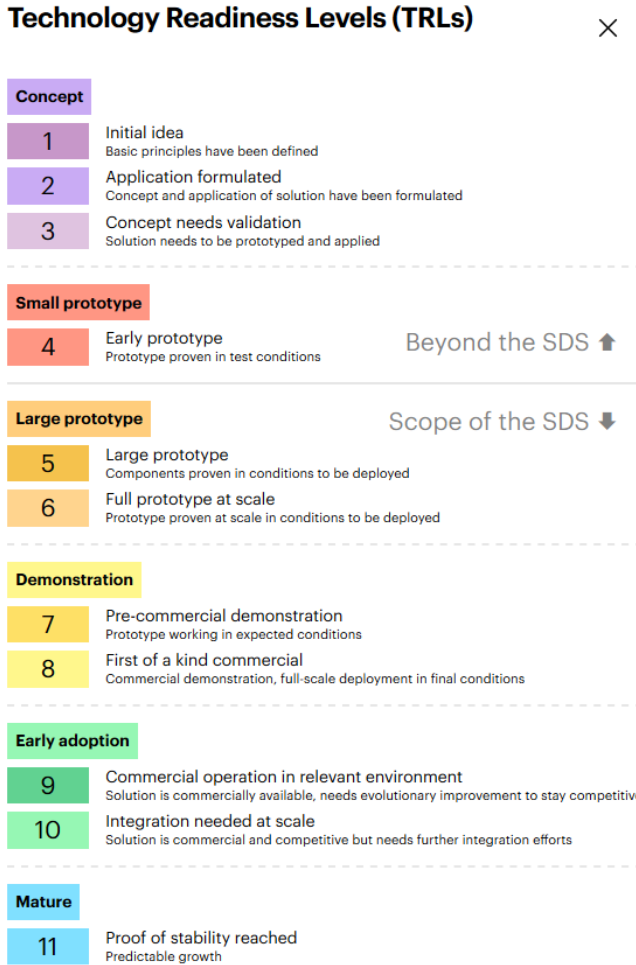 Technology Readiness Levels (TRLs)
Concept
1
Initial idea
Basic principles have been defined
2
Application formulated
Concept and application of solution have been formulated
3
Concept needs validation
Solution needs to be prototyped and applied
Small prototype
4
Early prototype
Prototype proven in test conditions
Beyond the SDS
Large prototype
Scope of the SDS
5
Large prototype
Components proven in conditions to be deployed
6
Full prototype at scale
Prototype proven at scale in conditions to be deployed
Demonstration
7
Pre-commercial demonstration
Prototype working in expected conditions
8
First of a kind commercial
Commercial demonstration, full-scale deployment in final conditions
Early adoption
9
Commercial operation in relevant environment
Solution is commercially available, needs evolutionary improvement to stay competitive
10
Integration needed at scale
Solution is commercial and competitive but needs further integration efforts
Mature
11
Proof of stability reached
Predictable growth